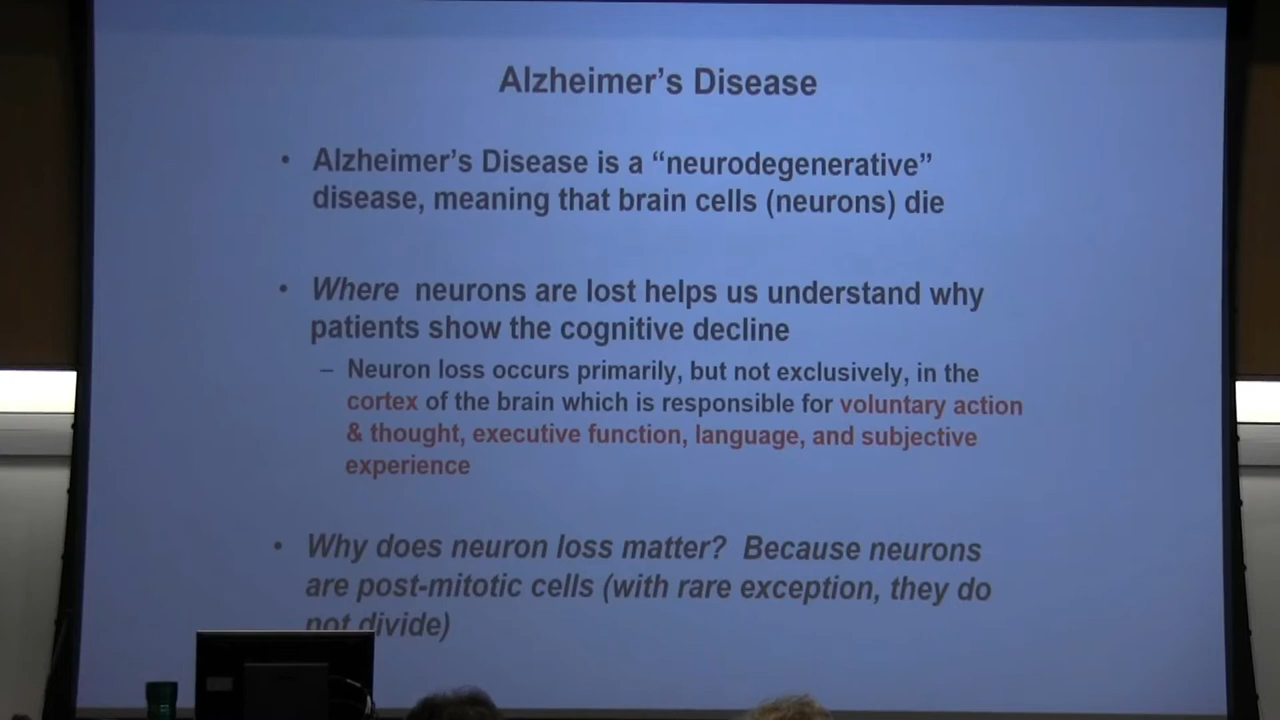 Alzheimer’s Disease
• Alzheimer’s Disease is a “neurodegenerative”
disease, meaning that brain cells (neurons) die
• Where neurons are lost helps us understand why
patients show the cognitive decline
– Neuron loss occurs primarily, but not exclusively, in the
cortex of the brain which is responsible for voluntary action
& thought, executive function, language, and subjective
experience
• Why does neuron loss matter? Because neurons
are post-mitotic cells (with rare exception, they do
not divide)